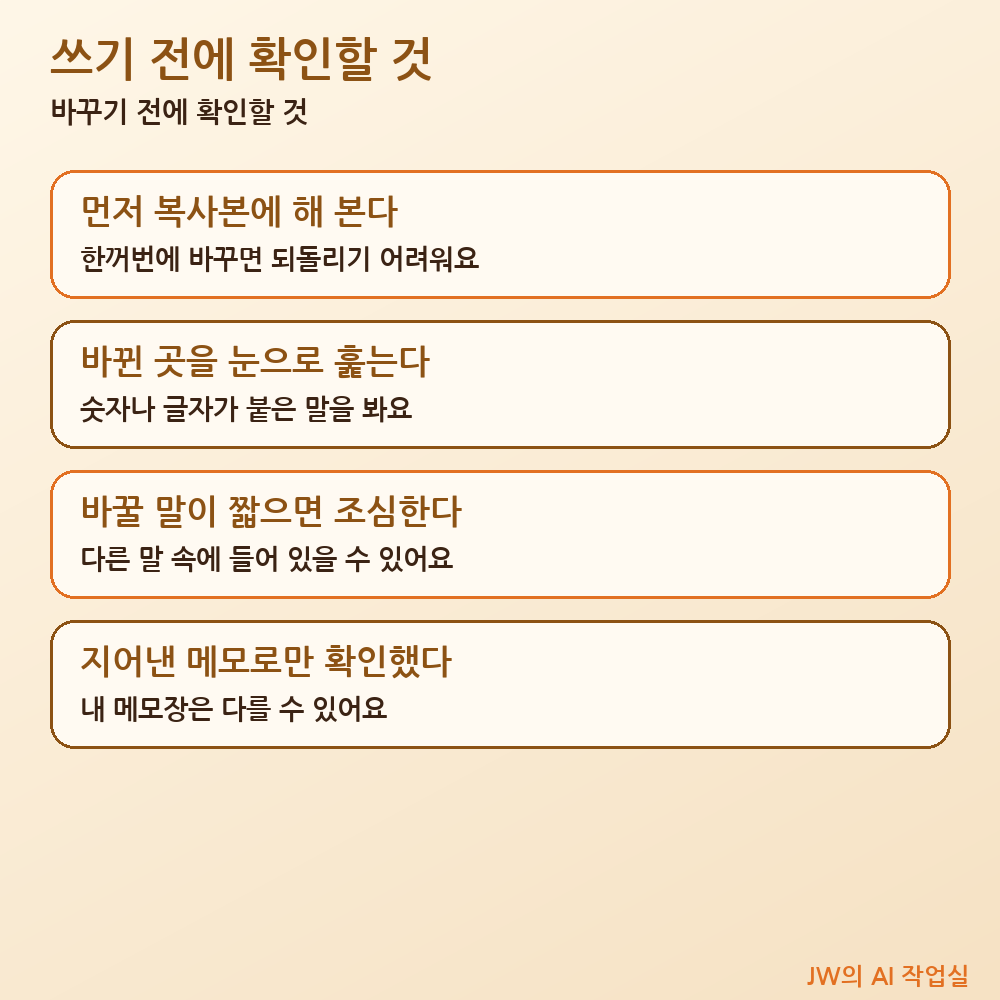 쓰기 전에 확인할 것
바꾸기 전에 확인할 것
먼저 복사본에 해 본다
한꺼번에 바꾸면 되돌리기 어려워요
바뀐 곳을 눈으로 훑는다
숫자나 글자가 붙은 말을 봐요
바꿀 말이 짧으면 조심한다
다른 말 속에 들어 있을 수 있어요
지어낸 메모로만 확인했다
내 메모장은 다를 수 있어요
JW의 AI 작업실